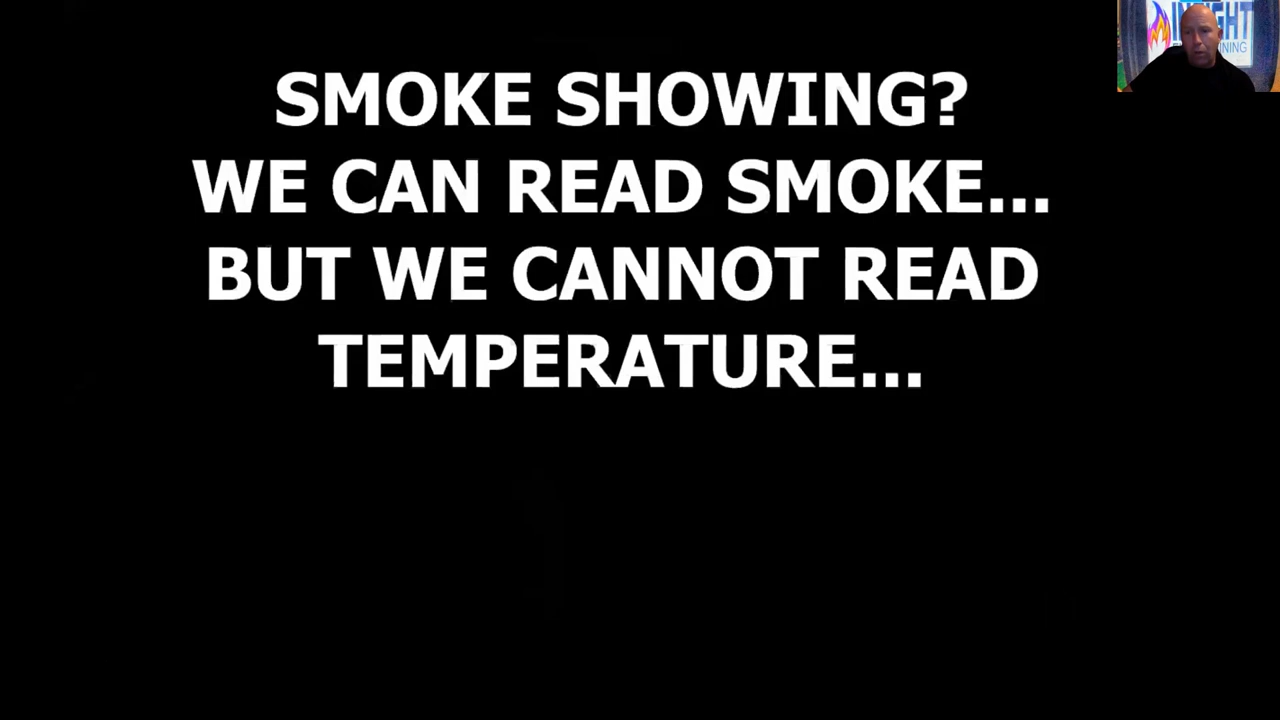 SMOKE SHOWING?
WE CAN READ SMOKE...
BUT WE CANNOT READ
TEMPERATURE...